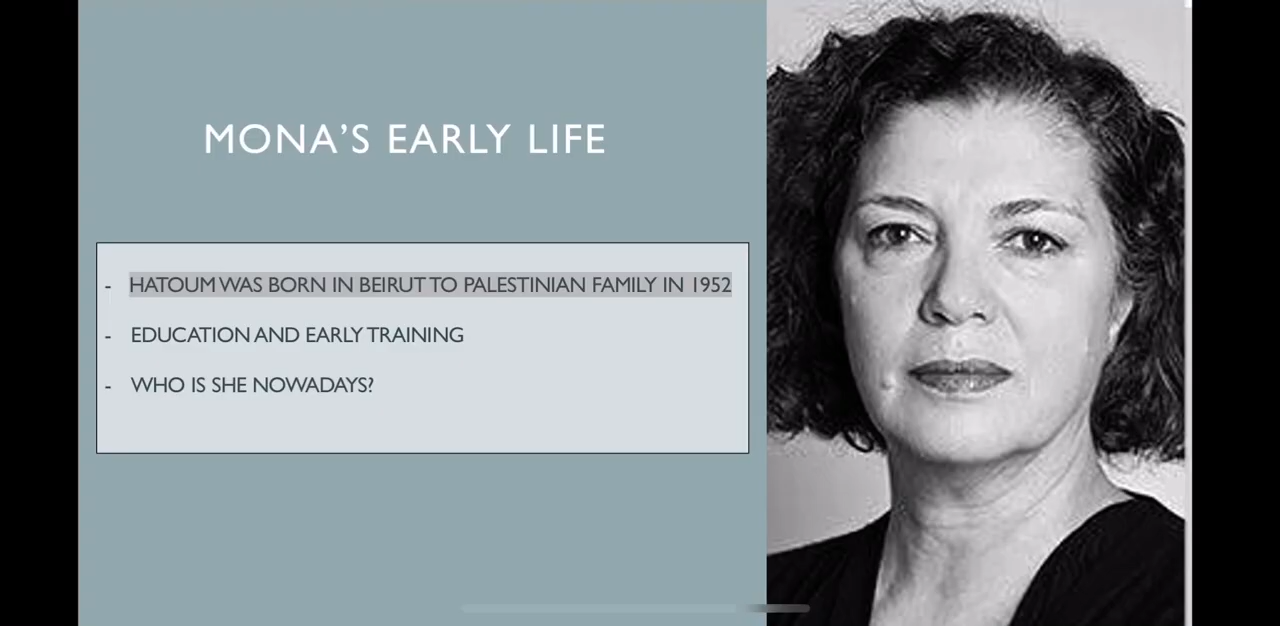 MONA'S EARLY LIFE
- HATOUM WAS BORN IN BEIRUT TO PALESTINIAN FAMILY IN 1952
- EDUCATION AND EARLY TRAINING
- WHO IS SHE NOWADAYS?